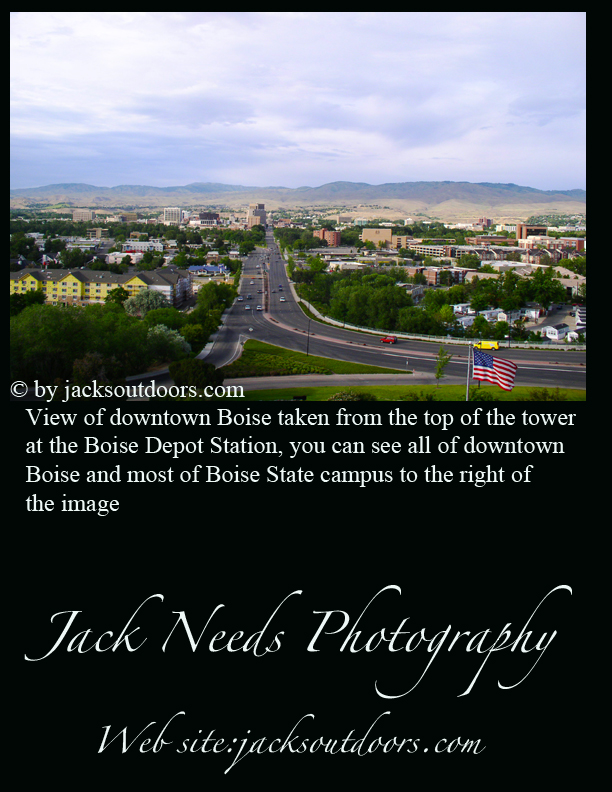 © by jacksoutdoors.com
View of downtown Boise taken from the top of the tower
at the Boise Depot Station, you can see all of downtown
Boise and most of Boise State campus to the right of
the image
Jack Needs Photography
Web site:jacksoutdoors.com